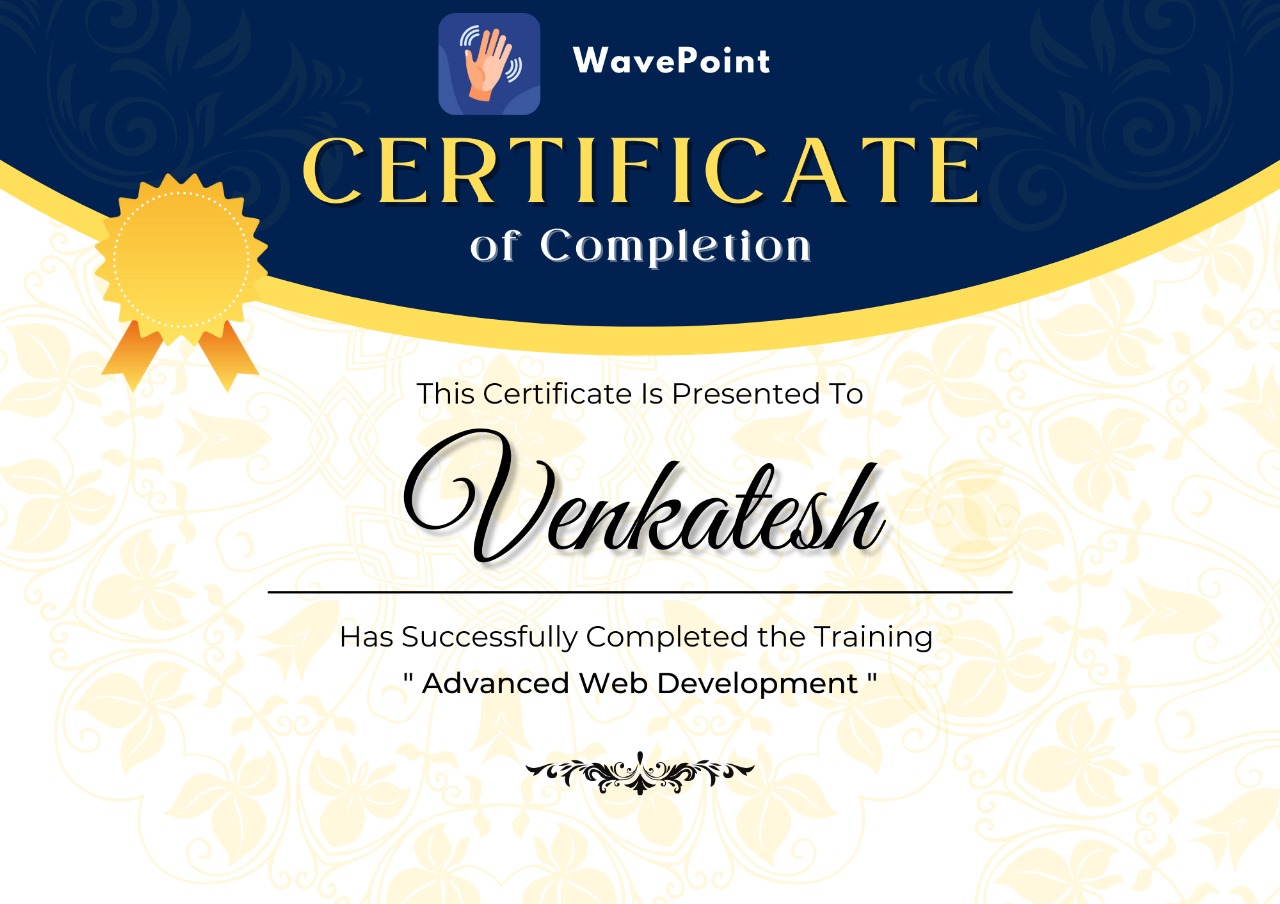 WavePoint
CERTIFICATE
of Completion
This Certificate Is Presented To
Venkatesh
Has Successfully Completed the Training
" Advanced Web Development "